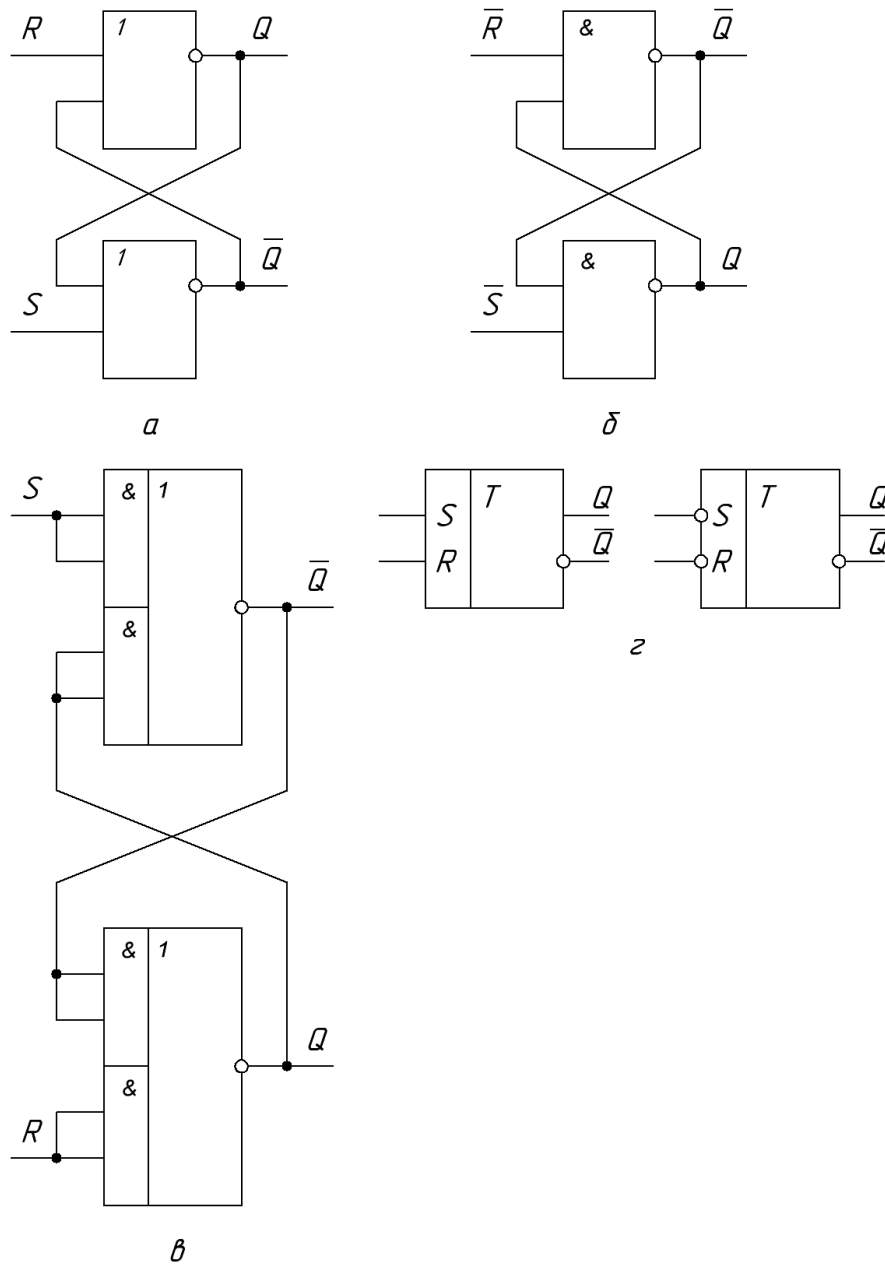 R 1 Q
1 Q̅
S
а
R̅ & Q̅
& Q
S̅
б
S & 1
Q̅
&
& 1
Q
&
R
в
S T Q
R Q̅
S T Q
R Q̅
г